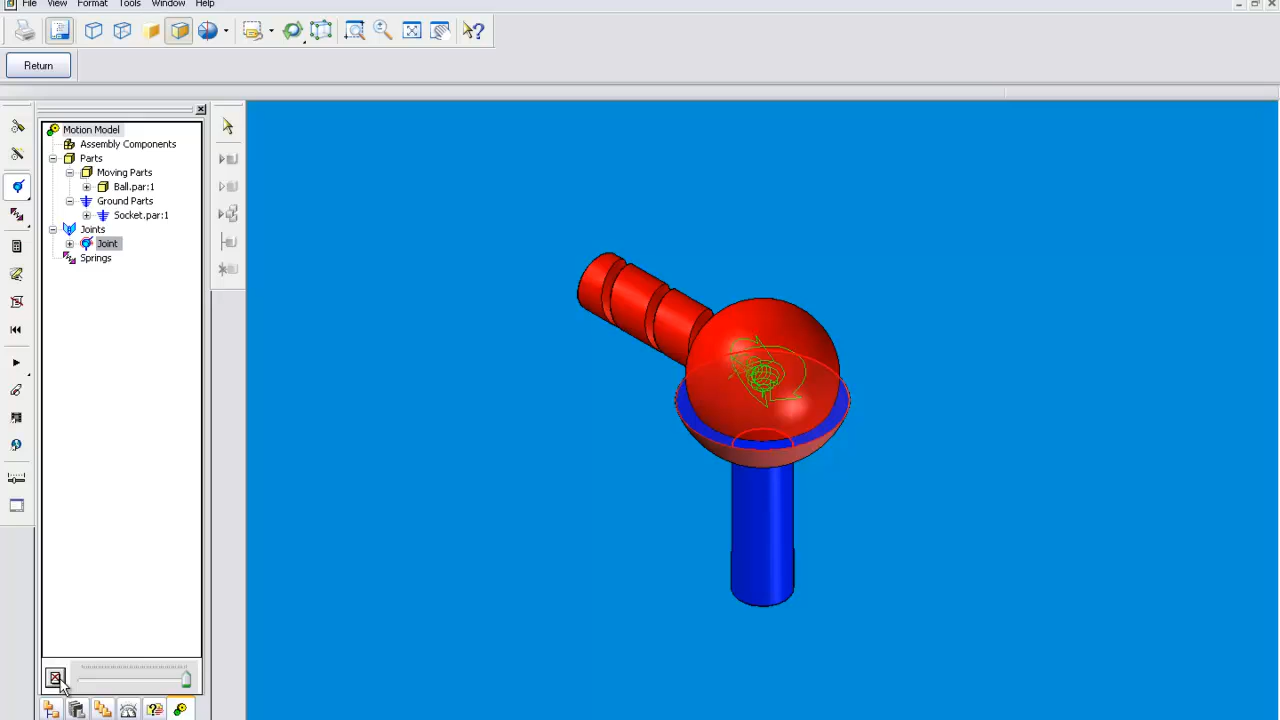 File View Format Tools Window Help
Return
Motion Model
Assembly Components
Parts
Moving Parts
Ball.par:1
Ground Parts
Socket.par:1
Joints
Joint
Springs